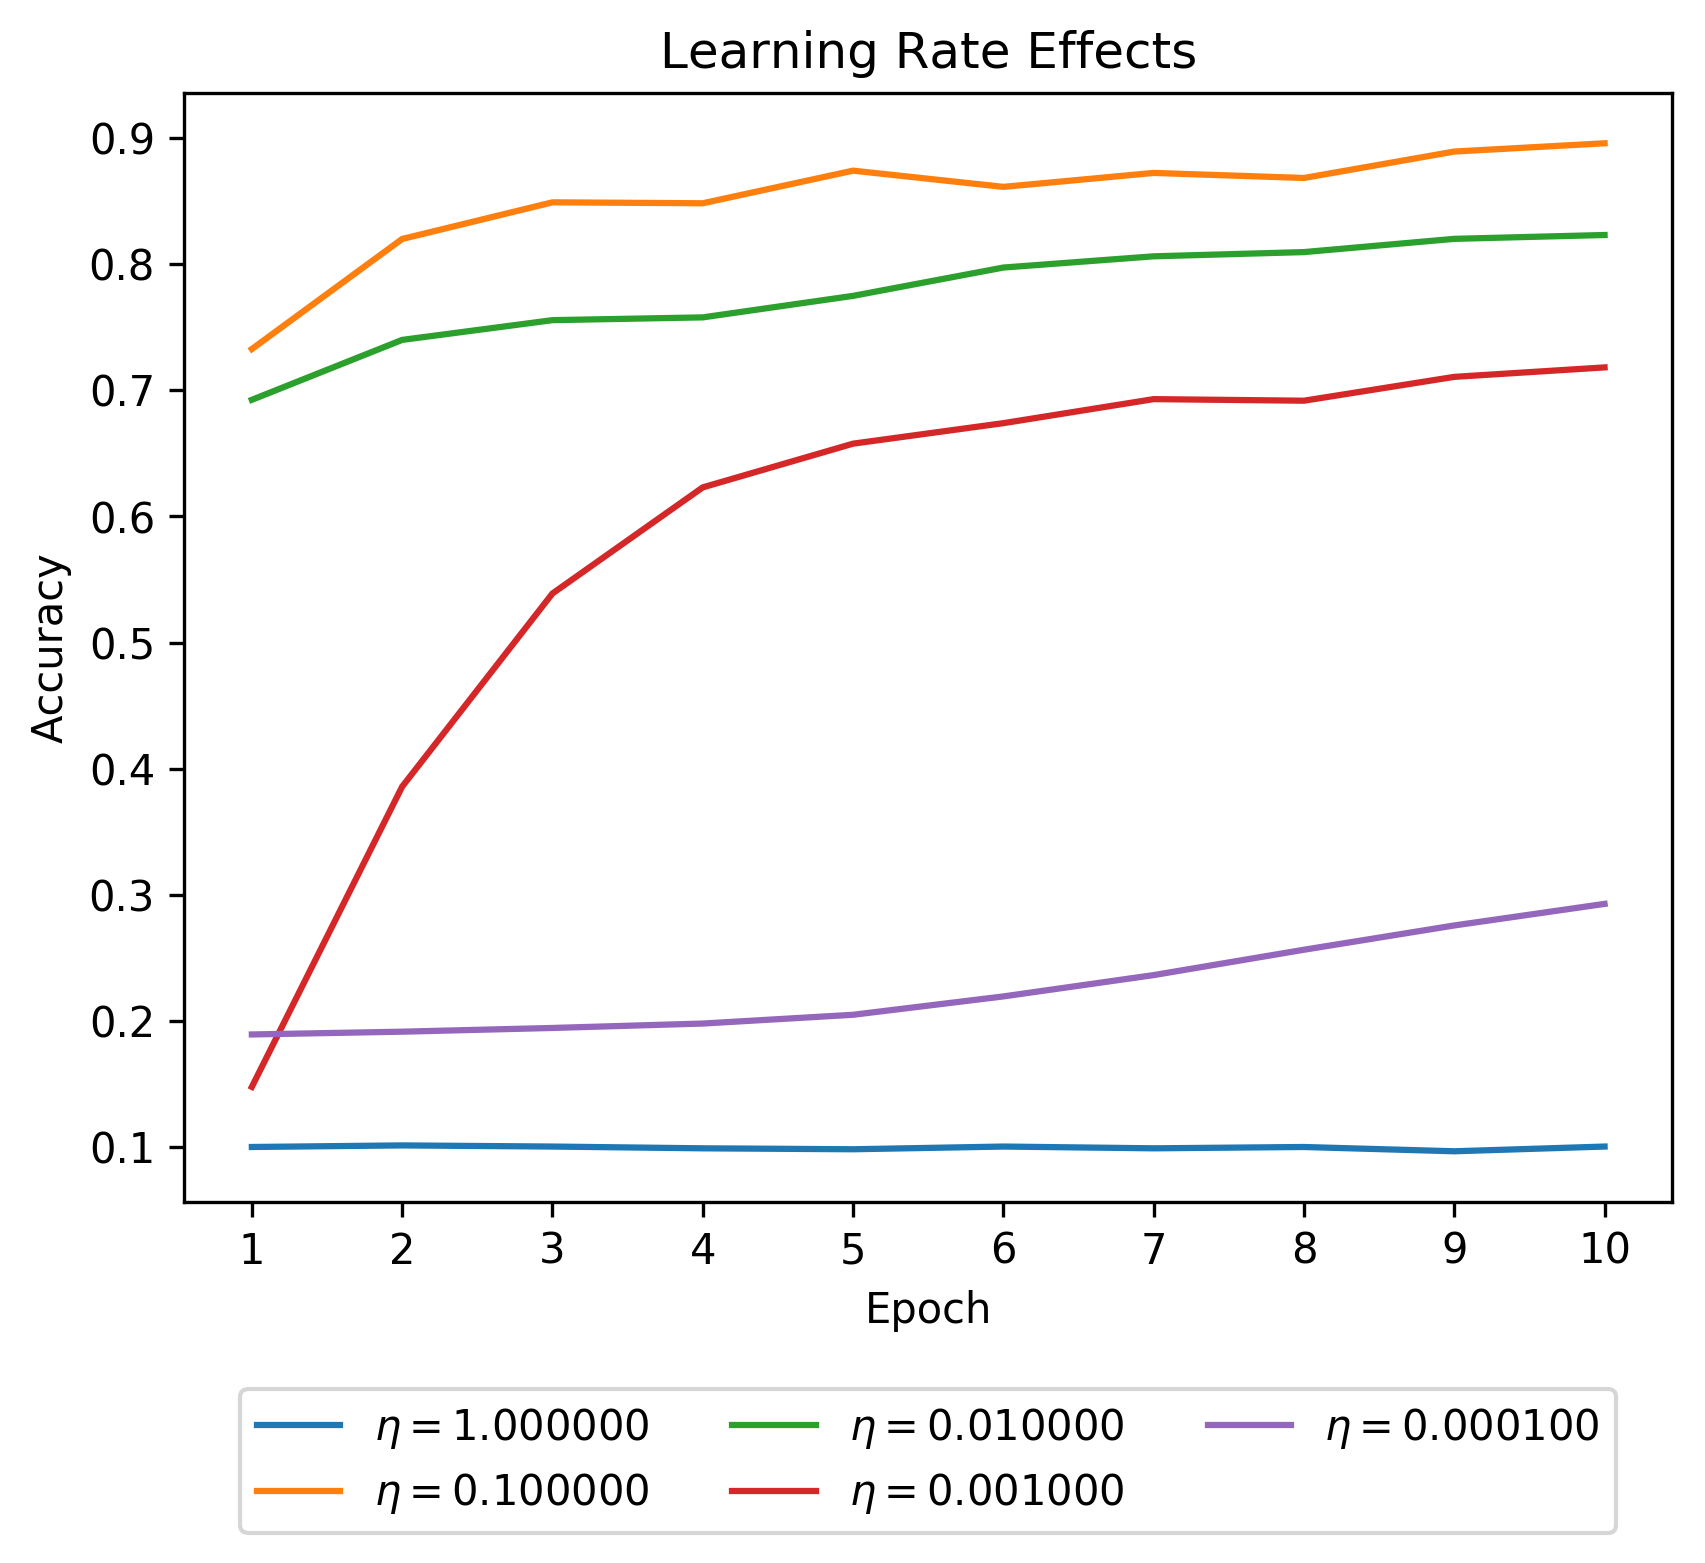 Learning Rate Effects
0.9
0.8
0.7
0.6
0.5
0.4
0.3
0.2
0.1
Accuracy
1 2 3 4 5 6 7 8 9 10
Epoch
η = 1.000000 η = 0.010000 η = 0.000100
η = 0.100000 η = 0.001000